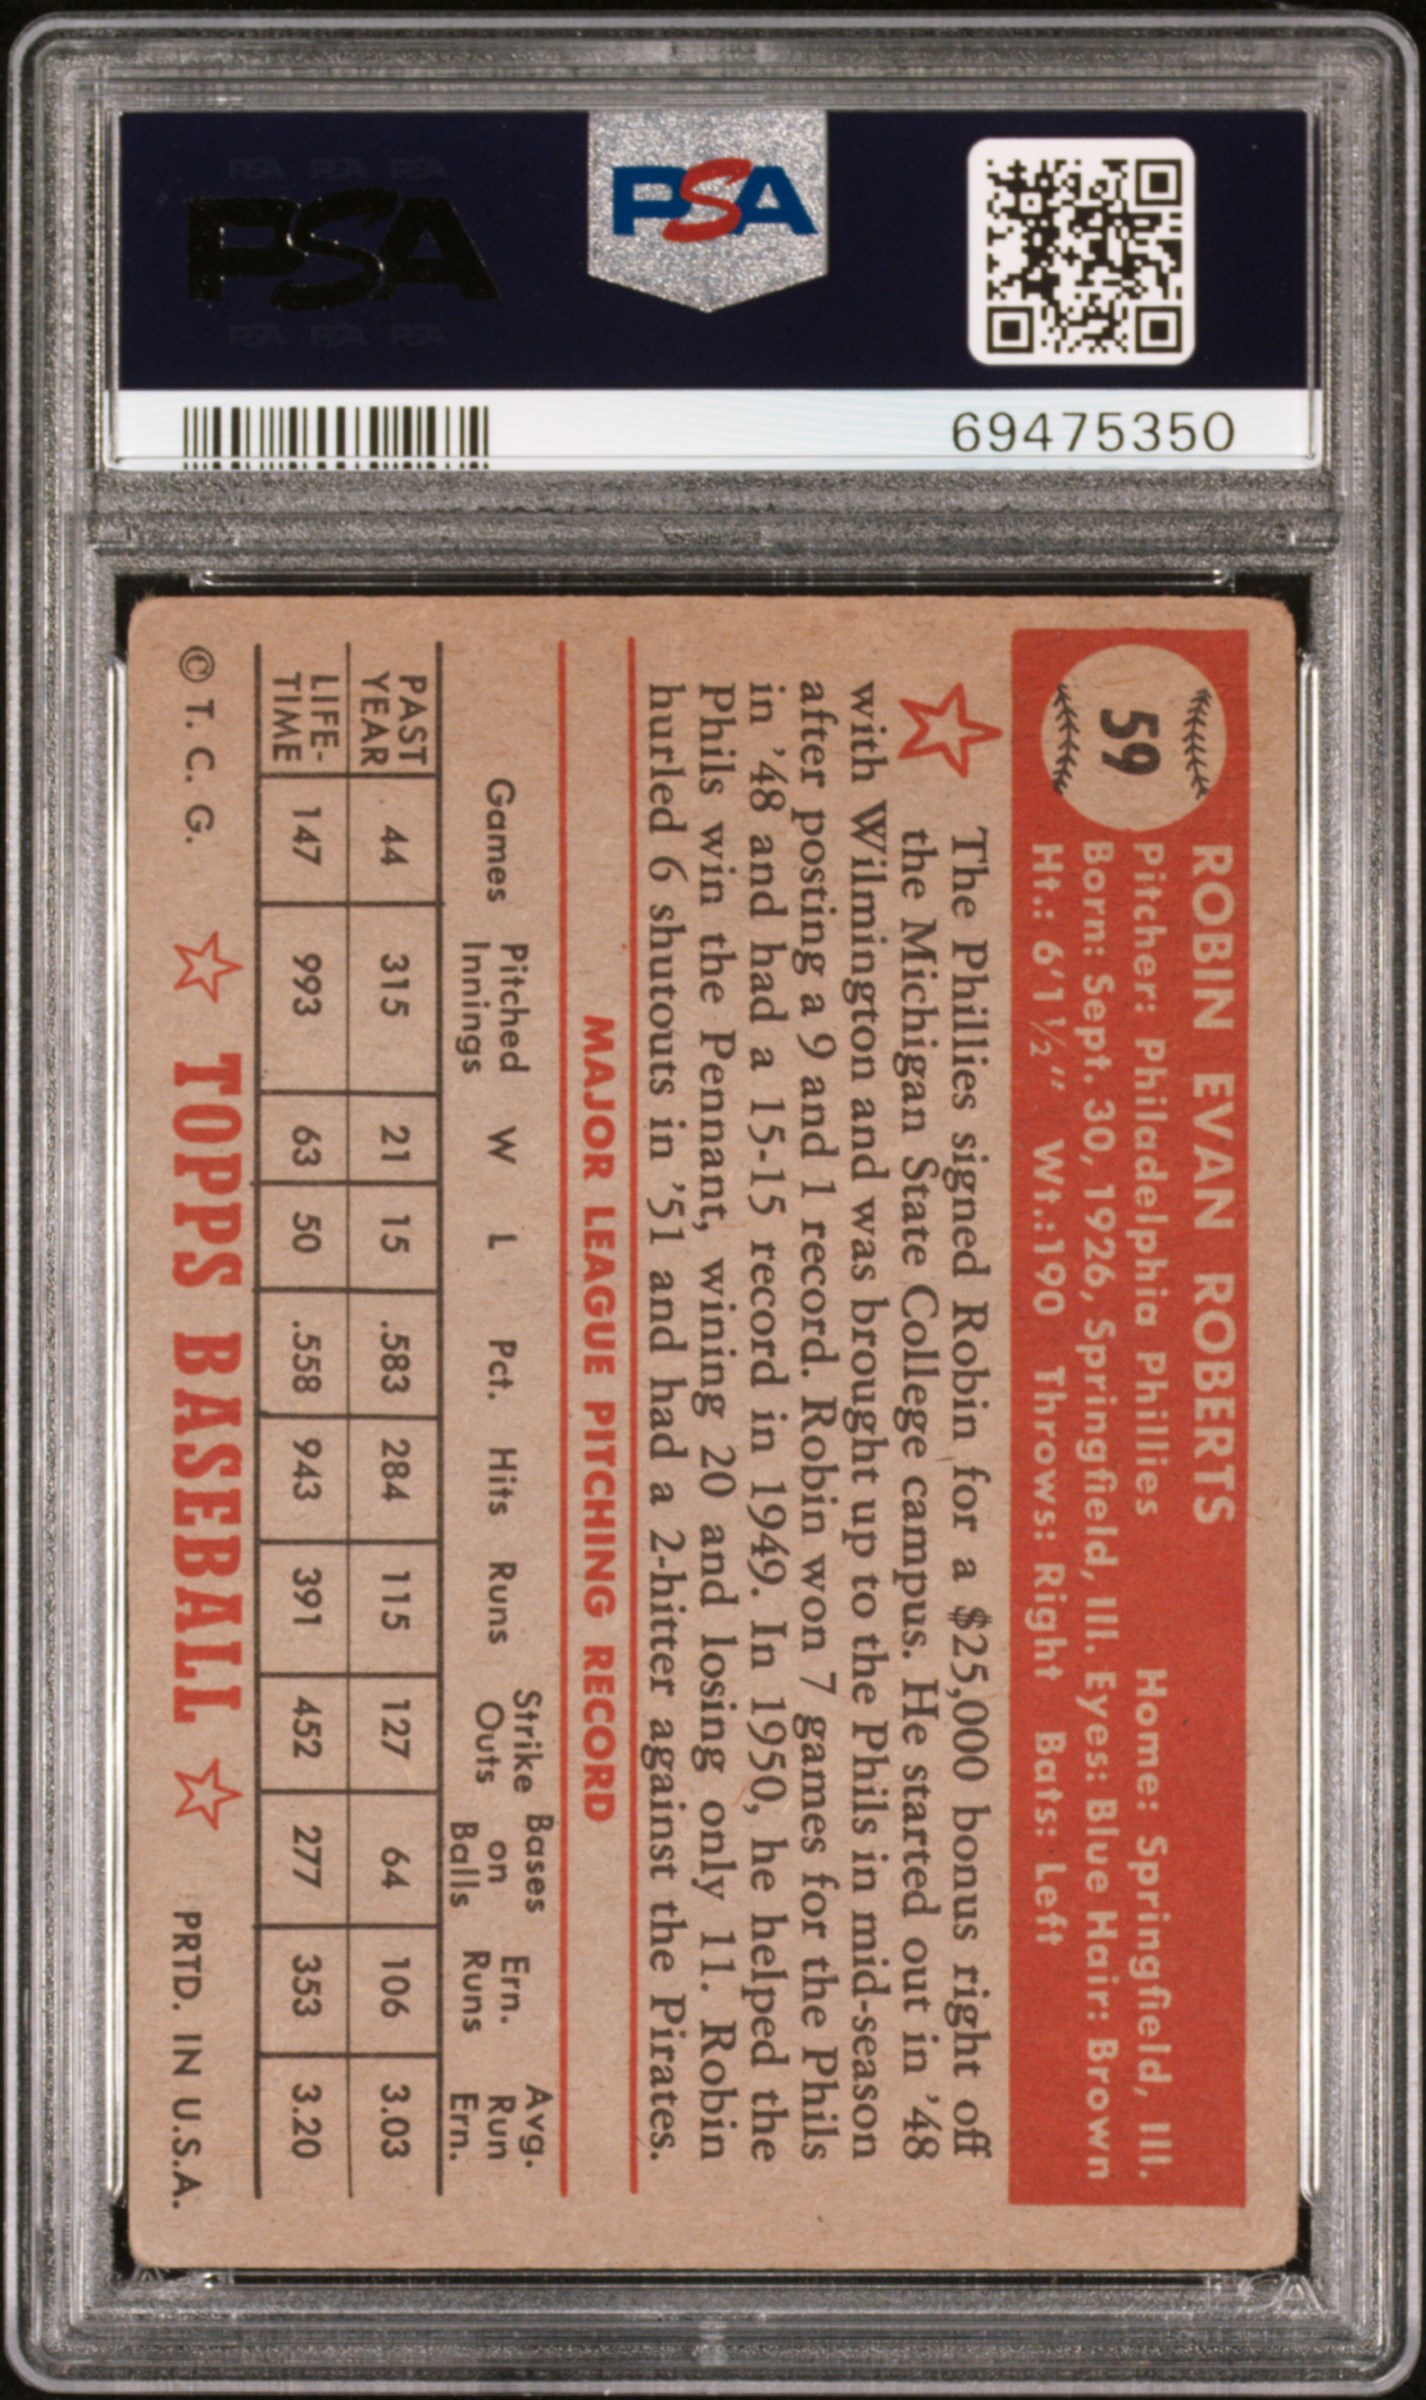 PSA PSA PSA
PSA
PSA PSA PSA
PSA
69475350
59
ROBIN EVAN ROBERTS
Pitcher: Philadelphia Phillies Home: Springfield, Ill.
Born: Sept. 30, 1926, Springfield, Ill. Eyes: Blue Hair: Brown
Ht.: 6'1½" Wt.:190 Throws: Right Bats: Left
The Phillies signed Robin for a $25,000 bonus right off
the Michigan State College campus. He started out in '48
with Wilmington and was brought up to the Phils in mid-season
after posting a 9 and 1 record. Robin won 7 games for the Phils
in '48 and had a 15-15 record in 1949. In 1950, he helped the
Phils win the Pennant, wining 20 and losing only 11. Robin
hurled 6 shutouts in '51 and had a 2-hitter against the Pirates.
MAJOR LEAGUE PITCHING RECORD
Games Pitched Innings W L Pct. Hits Runs Strike Outs Bases on Balls Ern. Runs Avg. Run Ern.
PAST YEAR 44 315 21 15 .583 284 115 127 64 106 3.03
LIFE-TIME 147 993 63 50 .558 943 391 452 277 353 3.20
© T. C. G. TOPPS BASEBALL PRTD. IN U.S.A.
PSA